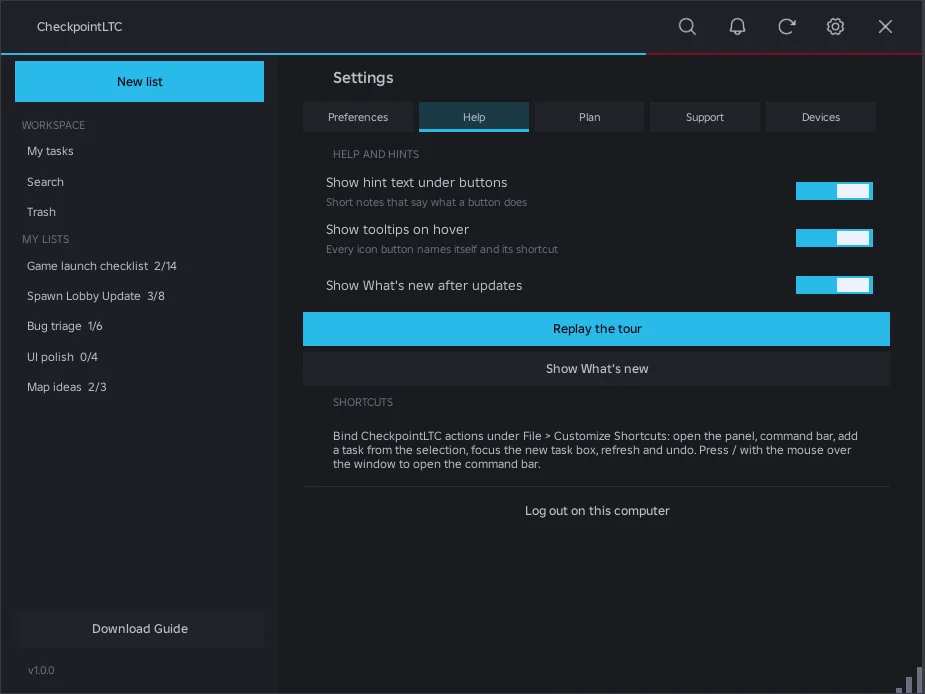 CheckpointLTC
New list
WORKSPACE
My tasks
Search
Trash
MY LISTS
Game launch checklist 2/14
Spawn Lobby Update 3/8
Bug triage 1/6
UI polish 0/4
Map ideas 2/3
Download Guide
v1.0.0
Settings
Preferences
Help
Plan
Support
Devices
HELP AND HINTS
Show hint text under buttons
Short notes that say what a button does
Show tooltips on hover
Every icon button names itself and its shortcut
Show What's new after updates
Replay the tour
Show What's new
SHORTCUTS
Bind CheckpointLTC actions under File > Customize Shortcuts: open the panel, command bar, add
a task from the selection, focus the new task box, refresh and undo. Press / with the mouse over
the window to open the command bar.
Log out on this computer